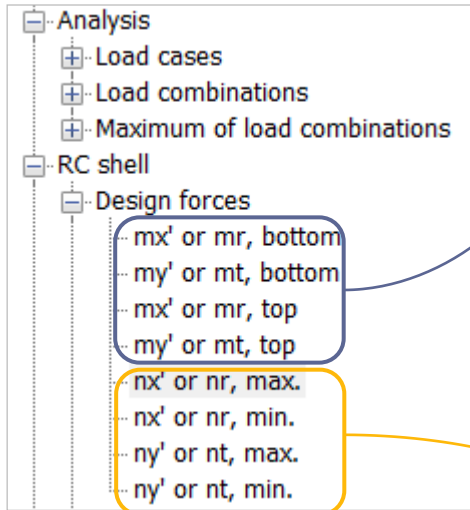 Analysis
Load cases
Load combinations
Maximum of load combinations
RC shell
Design forces
mx' or mr, bottom
my' or mt, bottom
mx' or mr, top
my' or mt, top
nx' or nr, max.
nx' or nr, min.
ny' or nt, max.
ny' or nt, min.